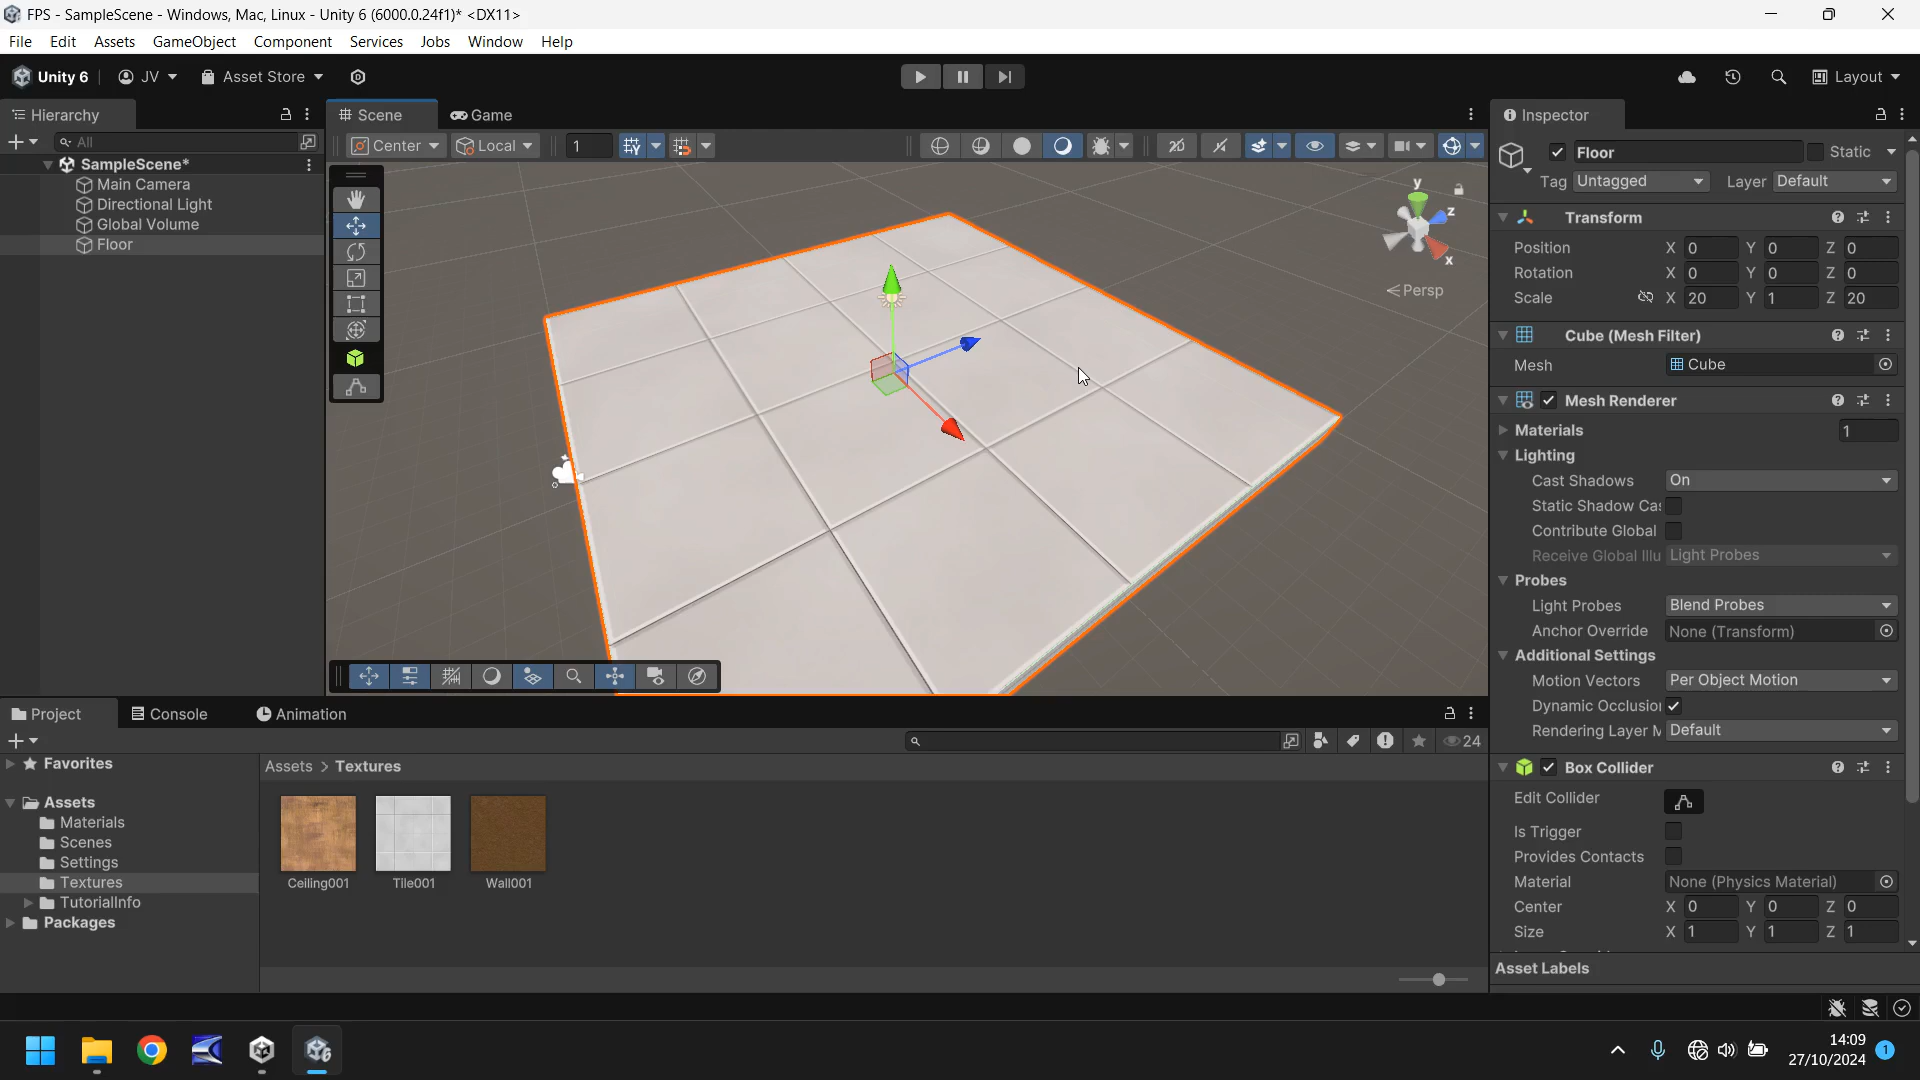 FPS - SampleScene - Windows, Mac, Linux - Unity 6 (6000.0.24f1)* <DX11>
File Edit Assets GameObject Component Services Jobs Window Help
Unity 6 JV Asset Store Layout
Hierarchy Scene Game Inspector
All Center Local 1
SampleScene*
Main Camera
Directional Light
Global Volume
Floor
y
z
x
Persp
Floor Static
Tag Untagged Layer Default
Transform
Position X 0 Y 0 Z 0
Rotation X 0 Y 0 Z 0
Scale X 20 Y 1 Z 20
Cube (Mesh Filter)
Mesh Cube
Mesh Renderer
Materials 1
Lighting
Cast Shadows On
Static Shadow Cas
Contribute Global
Receive Global Illu Light Probes
Probes
Light Probes Blend Probes
Anchor Override None (Transform)
Additional Settings
Motion Vectors Per Object Motion
Dynamic Occlusion
Rendering Layer M Default
Box Collider
Edit Collider
Is Trigger
Provides Contacts
Material None (Physics Material)
Center X 0 Y 0 Z 0
Size X 1 Y 1 Z 1
Asset Labels
Project Console Animation
24
Favorites
Assets
Materials
Scenes
Settings
Textures
TutorialInfo
Packages
Assets > Textures
Ceiling001 Tile001 Wall001
14:09
27/10/2024 1